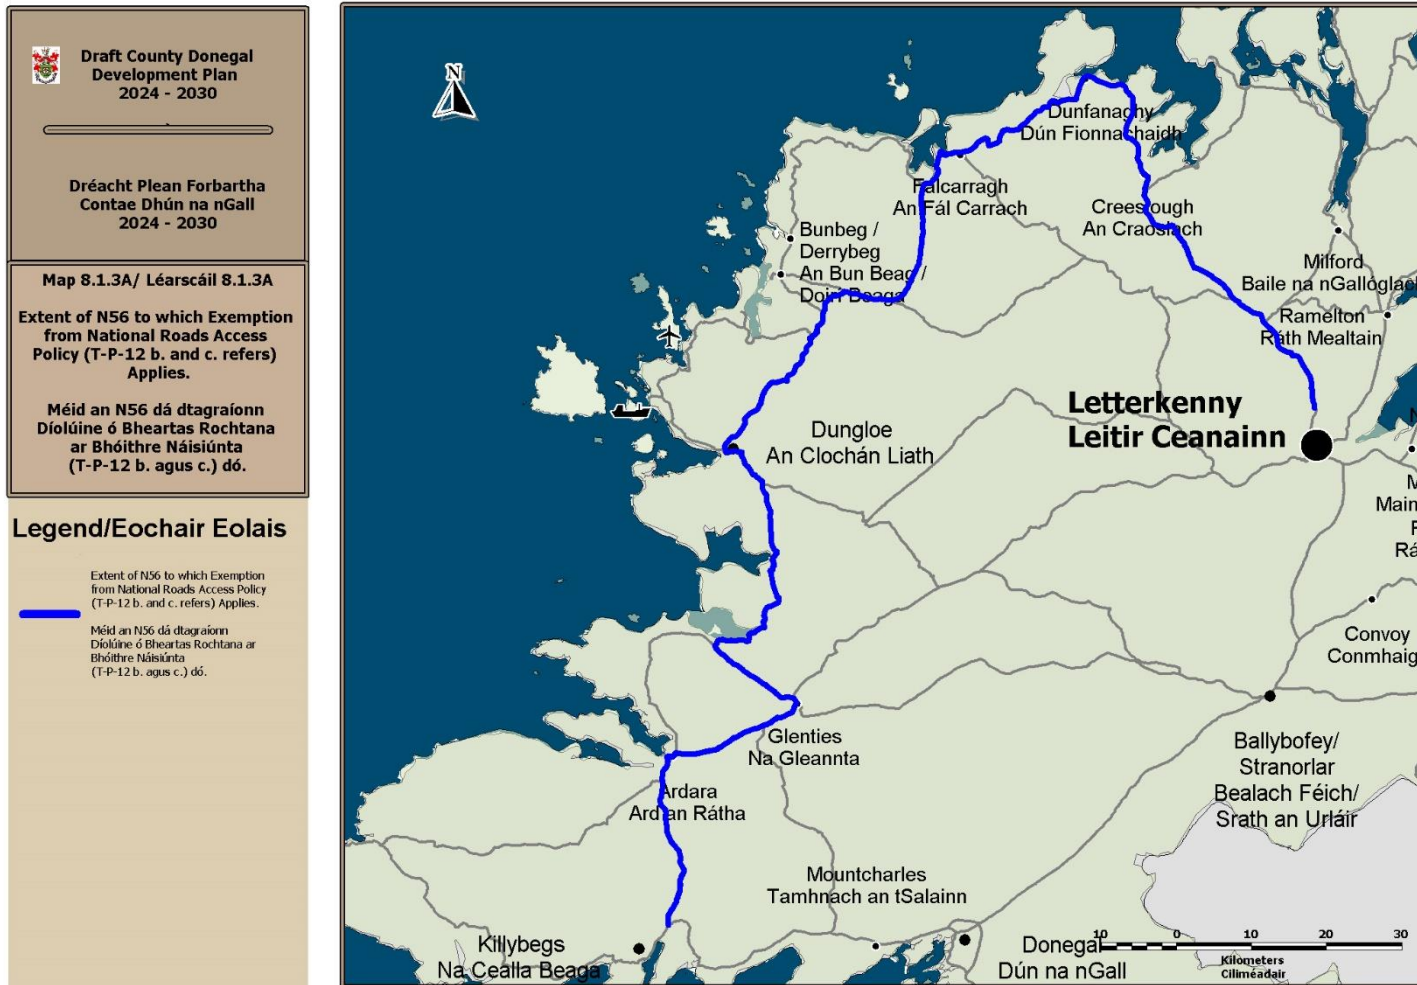 Draft County Donegal
Development Plan
2024 - 2030
Dréacht Plean Forbartha
Contae Dhún na nGall
2024 - 2030
Map 8.1.3A/ Léarscáil 8.1.3A
Extent of N56 to which Exemption
from National Roads Access
Policy (T-P-12 b. and c. refers)
Applies.
Méid an N56 dá dtagraíonn
Díolúine ó Bheartas Rochtana
ar Bhóithre Náisiúnta
(T-P-12 b. agus c.) dó.
Legend/Eochair Eolais
Extent of N56 to which Exemption
from National Roads Access Policy
(T-P-12 b. and c. refers) Applies.
Méid an N56 dá dtagraíonn
Díolúine ó Bheartas Rochtana ar
Bhóithre Náisiúnta
(T-P-12 b. agus c.) dó.
N
Dunfanaghy
Dún Fionnachaidh
Falcarragh
An Fál Carrach
Creeslough
An Craoslach
Bunbeg /
Derrybeg
An Bun Beag /
Doirí Beaga
Milford
Baile na nGallóglach
Ramelton
Ráth Mealtain
Letterkenny
Leitir Ceanainn
Dungloe
An Clochán Liath
Convoy
Conmhaig
Glenties
Na Gleannta
Ballybofey/
Stranorlar
Bealach Féich/
Srath an Urláir
Ardara
Ard an Rátha
Mountcharles
Tamhnach an tSalainn
Killybegs
Na Cealla Beaga
Donegal
Dún na nGall
10 0 10 20 30
Kilometers
Ciliméadair